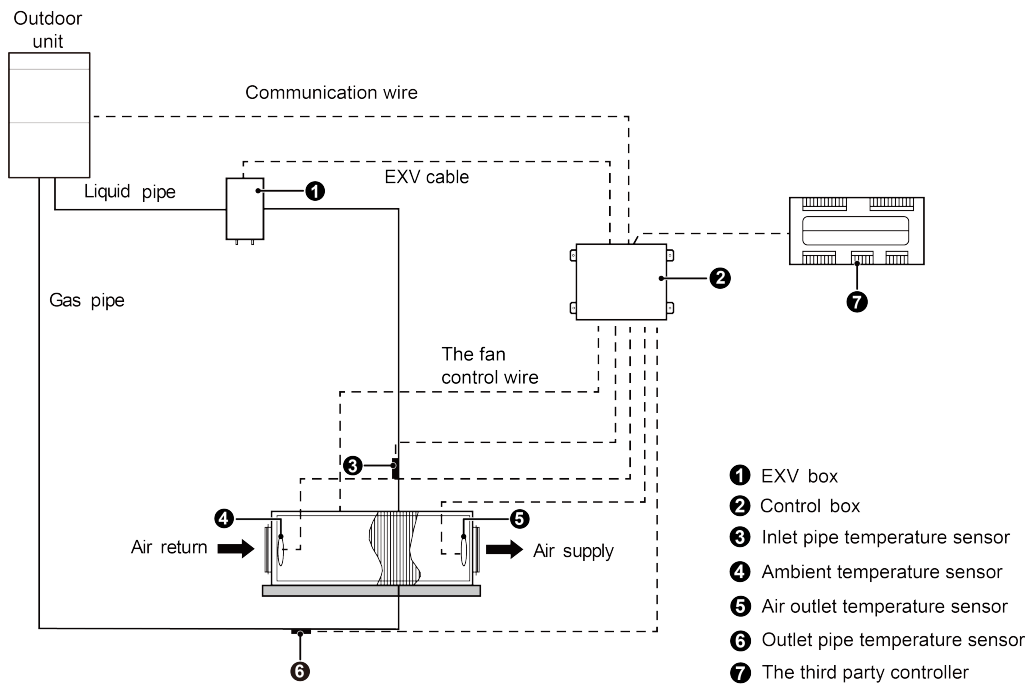 Outdoor
unit
Communication wire
EXV cable
Liquid pipe
1
2
7
Gas pipe
The fan
control wire
3
4
5
Air return
Air supply
6
1 EXV box
2 Control box
3 Inlet pipe temperature sensor
4 Ambient temperature sensor
5 Air outlet temperature sensor
6 Outlet pipe temperature sensor
7 The third party controller